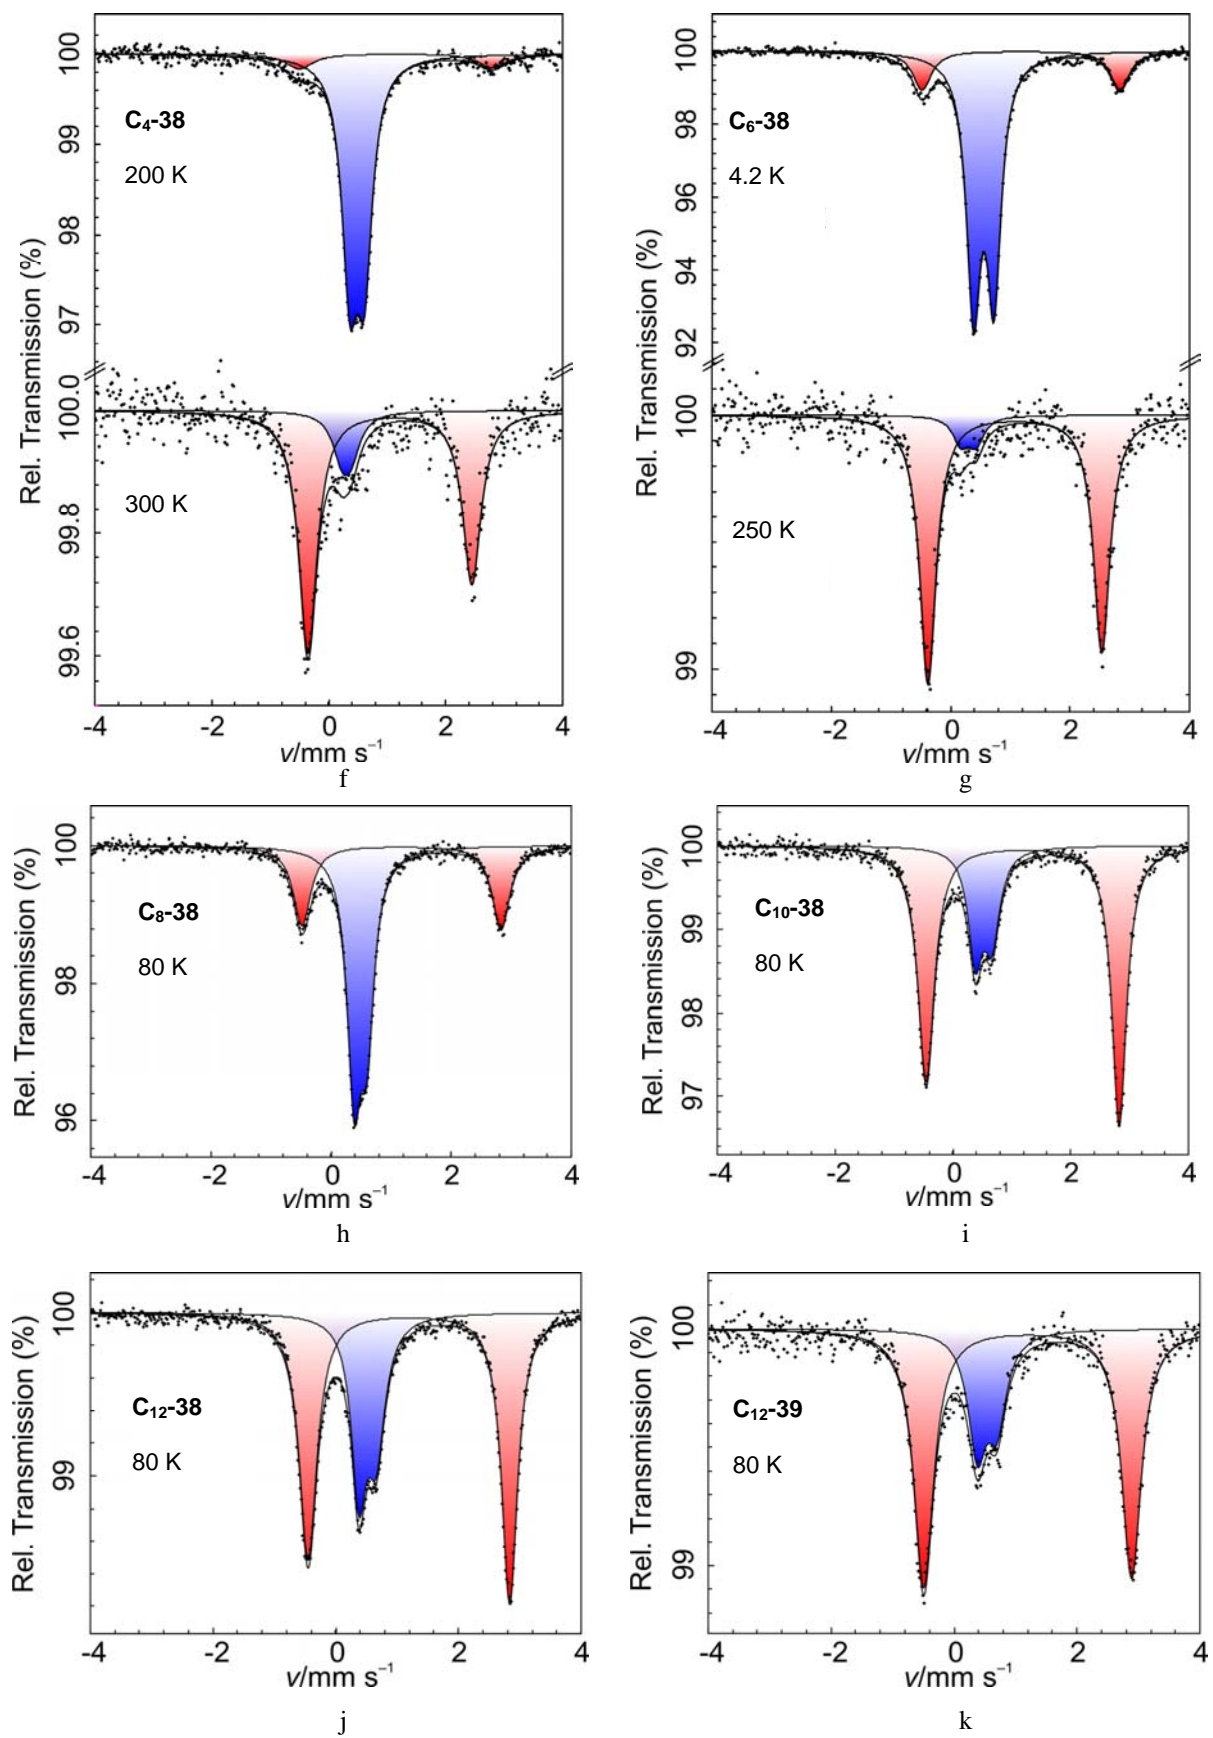 100
99
98
97
Rel. Transmission (%)
C₄-38
200 K
100.0
99.8
99.6
300 K
-4 -2 0 2 4
v/mm s⁻¹
f
100
98
96
94
92
Rel. Transmission (%)
C₆-38
4.2 K
100
99
250 K
-4 -2 0 2 4
v/mm s⁻¹
g
100
98
96
Rel. Transmission (%)
C₈-38
80 K
-4 -2 0 2 4
v/mm s⁻¹
h
100
99
98
97
Rel. Transmission (%)
C₁₀-38
80 K
-4 -2 0 2 4
v/mm s⁻¹
i
100
99
Rel. Transmission (%)
C₁₂-38
80 K
-4 -2 0 2 4
v/mm s⁻¹
j
100
99
Rel. Transmission (%)
C₁₂-39
80 K
-4 -2 0 2 4
v/mm s⁻¹
k